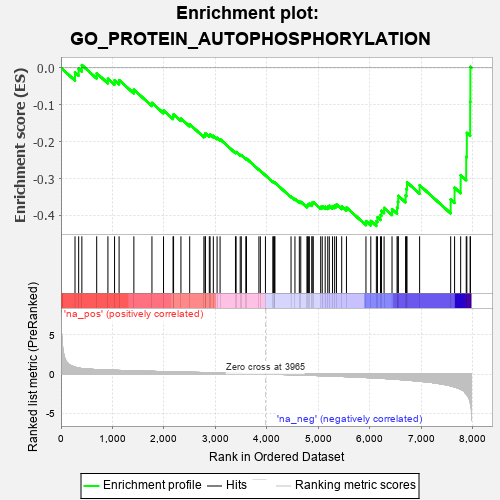 Enrichment plot:
GO_PROTEIN_AUTOPHOSPHORYLATION
Enrichment score (ES)
0.0
-0.1
-0.2
-0.3
-0.4
'na_pos' (positively correlated)
Ranked list metric (PreRanked)
5
0
-5
Zero cross at 3965
'na_neg' (negatively correlated)
0
1,000
2,000
3,000
4,000
5,000
6,000
7,000
8,000
Rank in Ordered Dataset
Enrichment profile
Hits
Ranking metric scores